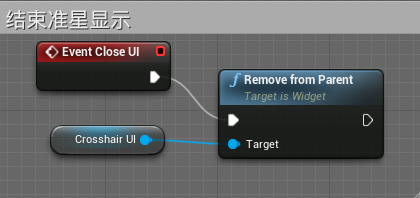 结束准星显示
Event Close UI
Remove from Parent
Target is Widget
Crosshair UI
Target